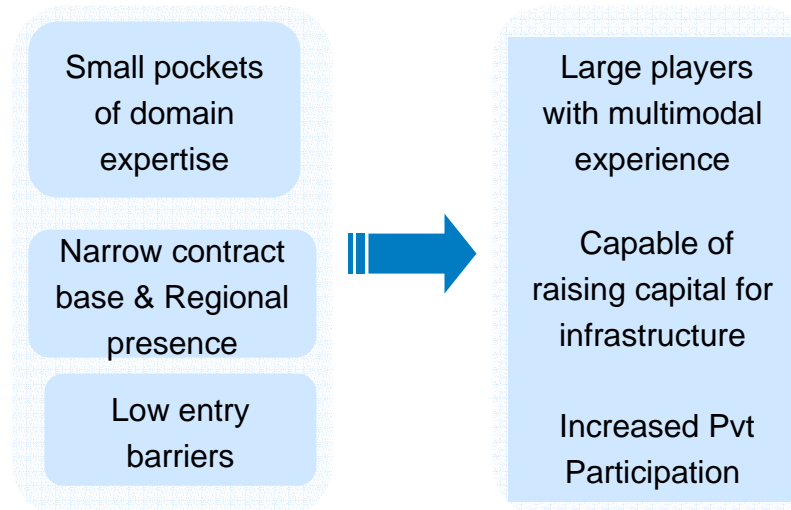 Small pockets
of domain
expertise
Narrow contract
base & Regional
presence
Low entry
barriers
Large players
with multimodal
experience
Capable of
raising capital for
infrastructure
Increased Pvt
Participation